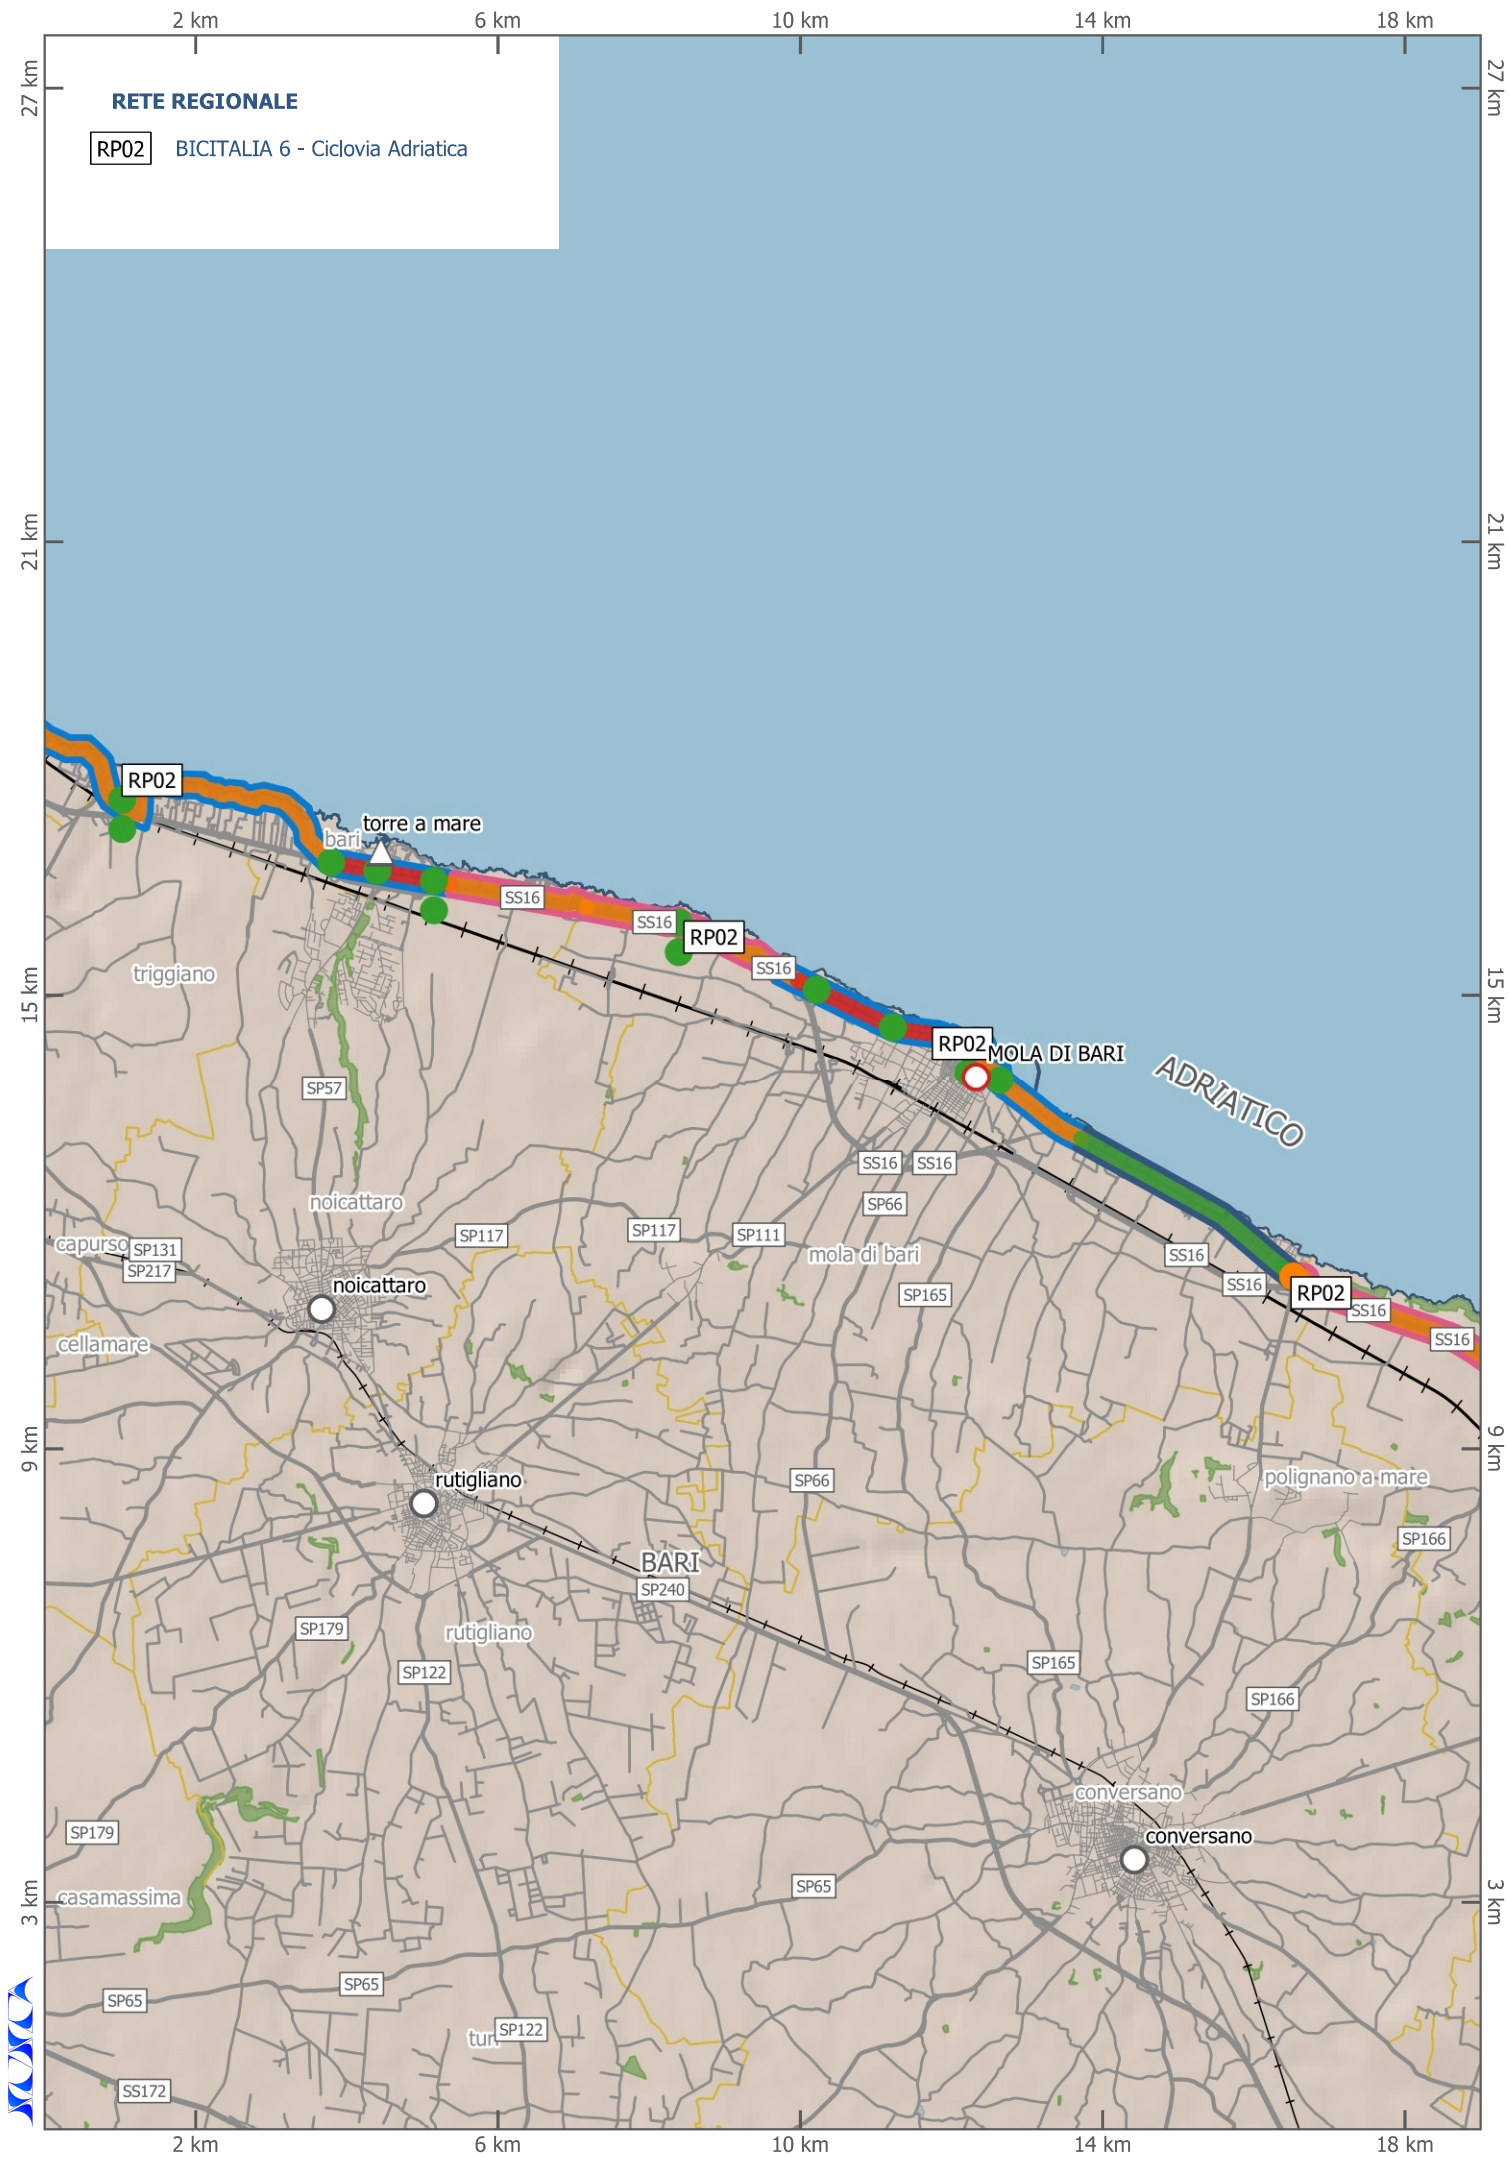 2 km 6 km 10 km 14 km 18 km
27 km 27 km
RETE REGIONALE
RP02 BICITALIA 6 - Ciclovia Adriatica
21 km 21 km
RP02
torre a mare
bari
SS16
SS16
RP02
SS16
triggiano
15 km 15 km
RP02
MOLA DI BARI
ADRIATICO
SP57
SS16 SS16
noicattaro
SP66
SP117
SP117
SP111
capurso
SP131
mola di bari
SS16
SP217
noicattaro
SS16
RP02
SP165
SS16
cellamare
SS16
9 km 9 km
rutigliano
SP66
polignano a mare
SP166
BARI
SP240
SP179
rutigliano
SP122
SP165
SP166
conversano
SP179
conversano
SP65
casamassima
3 km 3 km
SP65
SP65
turi
SP122
SS172
2 km 6 km 10 km 14 km 18 km